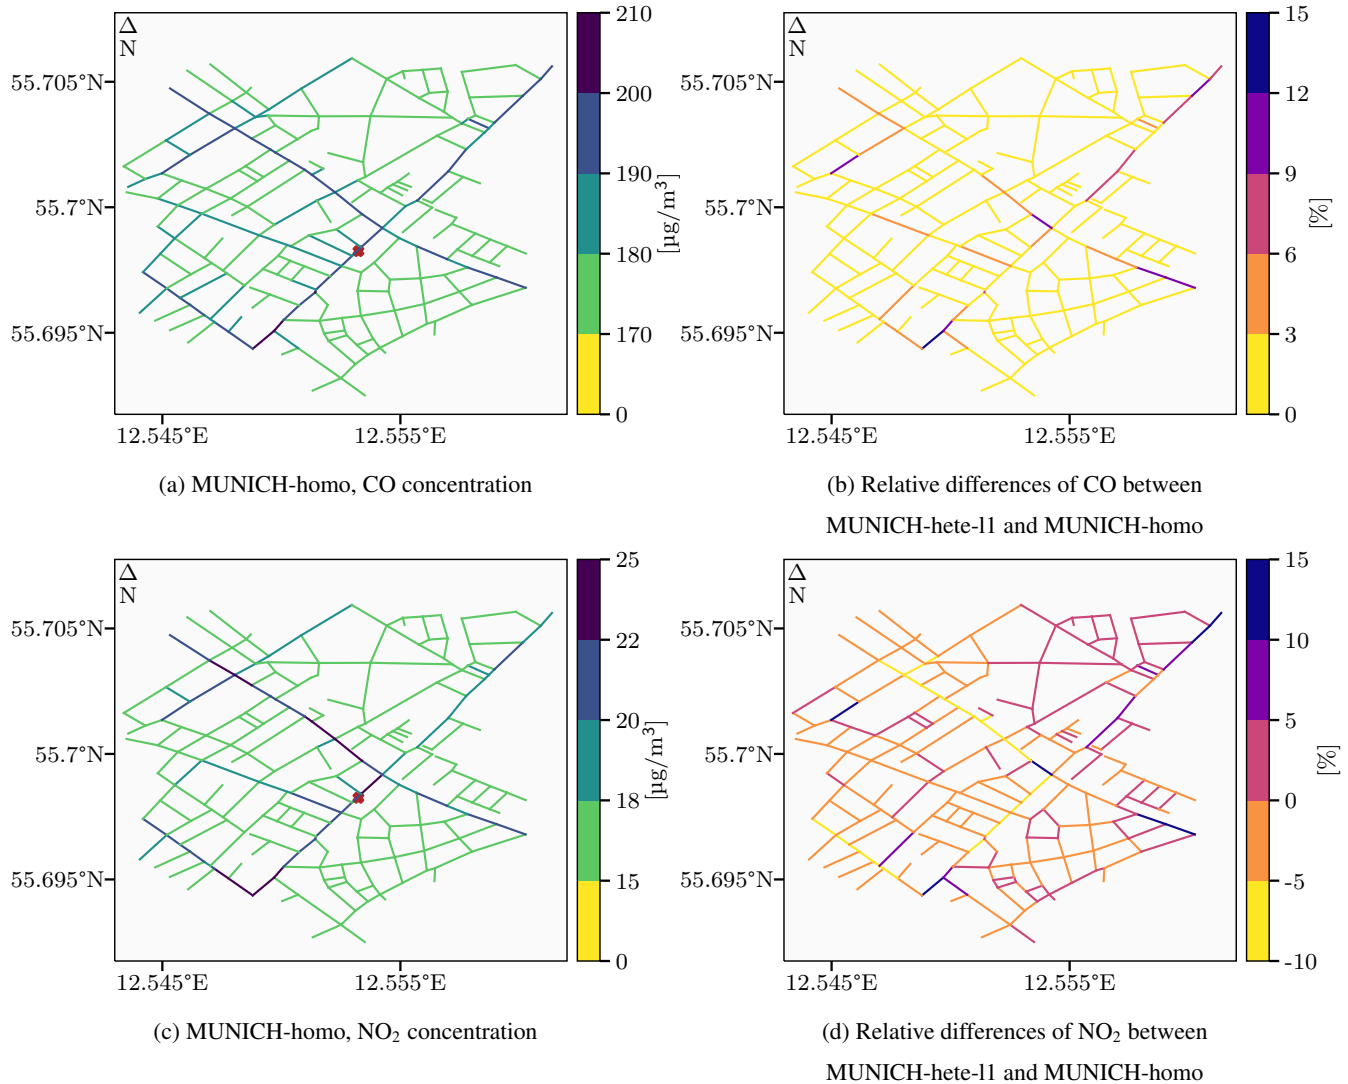 Δ
N
55.705°N
55.7°N
55.695°N
12.545°E
12.555°E
210
200
190
180
170
0
[µg/m³]
(a) MUNICH-homo, CO concentration
Δ
N
55.705°N
55.7°N
55.695°N
12.545°E
12.555°E
15
12
9
6
3
0
[%]
(b) Relative differences of CO between
MUNICH-hete-l1 and MUNICH-homo
Δ
N
55.705°N
55.7°N
55.695°N
12.545°E
12.555°E
25
22
20
18
15
0
[µg/m³]
(c) MUNICH-homo, NO₂ concentration
Δ
N
55.705°N
55.7°N
55.695°N
12.545°E
12.555°E
15
10
5
0
-5
-10
[%]
(d) Relative differences of NO₂ between
MUNICH-hete-l1 and MUNICH-homo